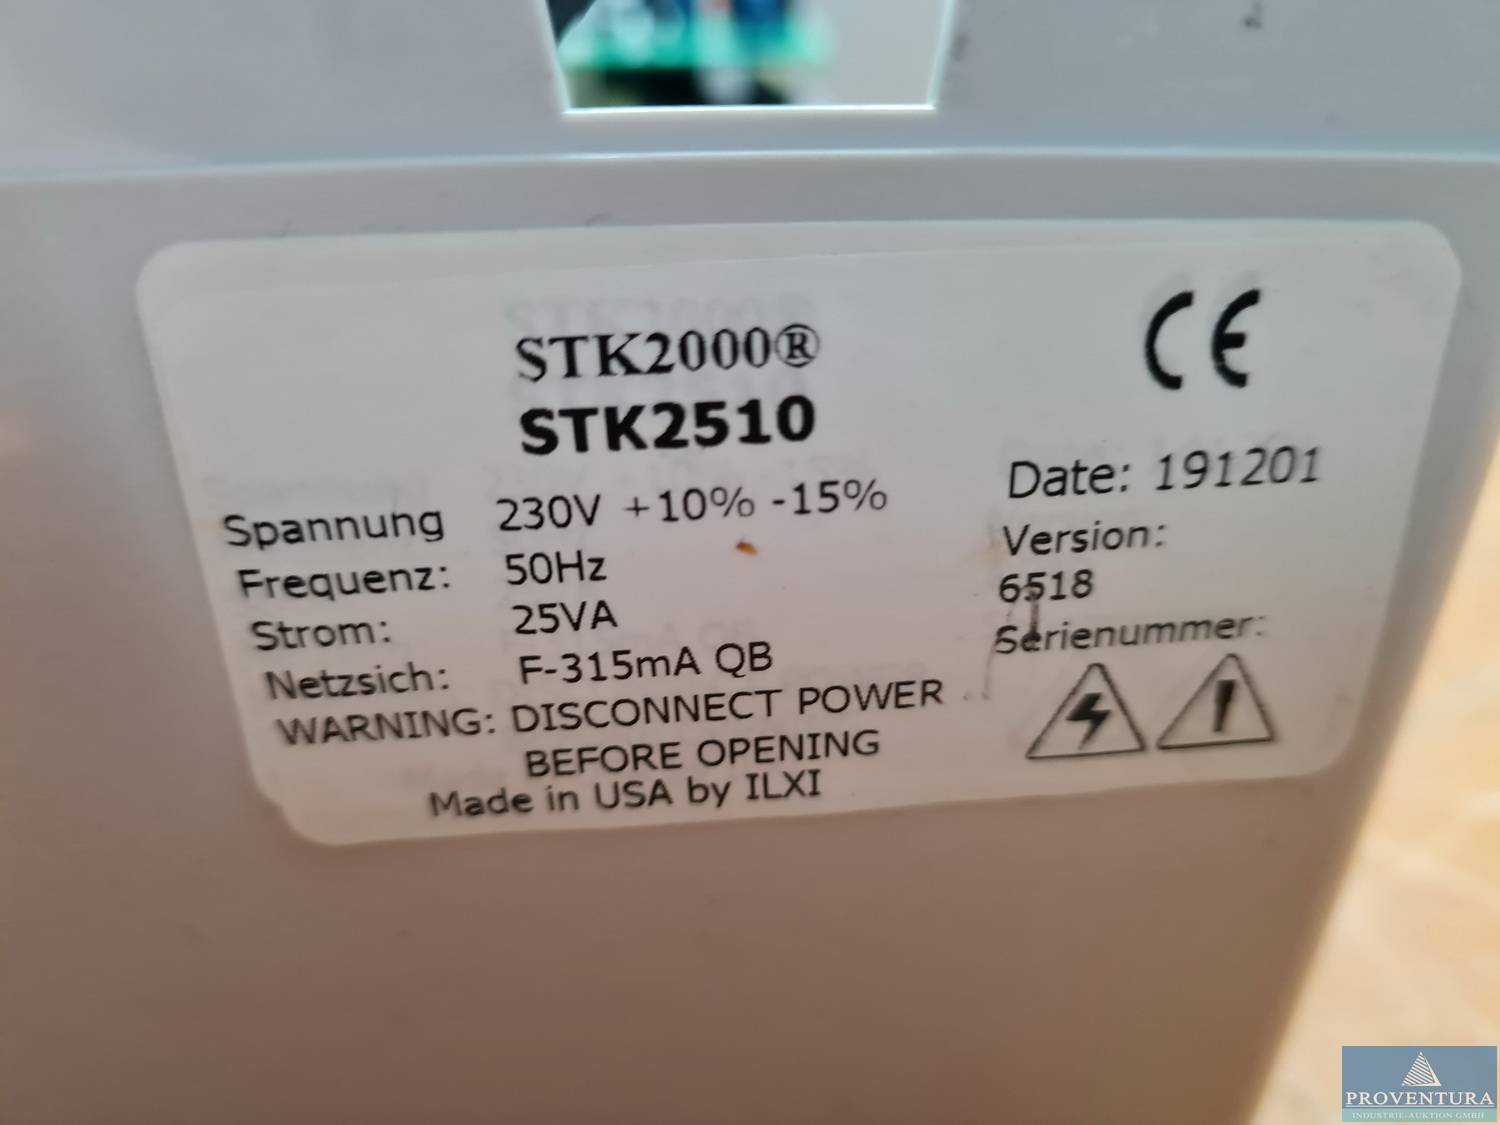 STK2000®
STK2510
Spannung 230V +10% -15%
Frequenz: 50Hz
Strom: 25VA
Netzsich: F-315mA QB
WARNING: DISCONNECT POWER
BEFORE OPENING
Made in USA by ILXI
CE
Date: 191201
Version:
6518
Serienummer:
PROVENTURA
INDUSTRIE-AUKTION GMBH